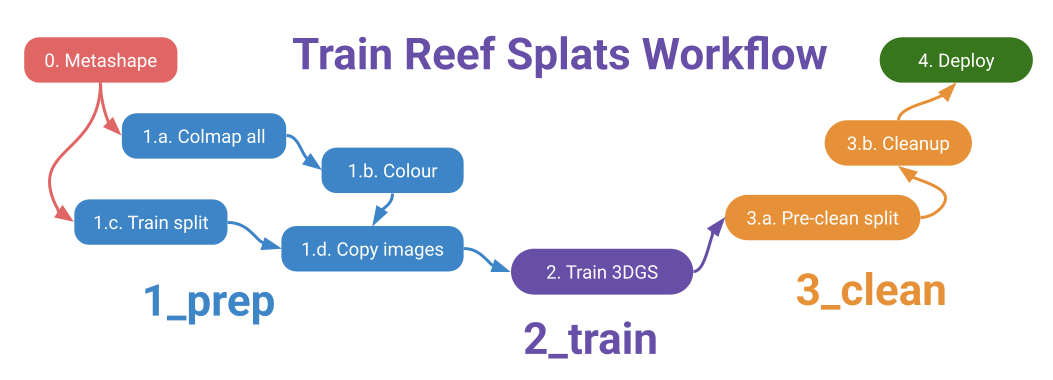 Train Reef Splats Workflow
0. Metashape
1.a. Colmap all
1.b. Colour
1.c. Train split
1.d. Copy images
1_prep
2. Train 3DGS
2_train
3.a. Pre-clean split
3.b. Cleanup
3_clean
4. Deploy